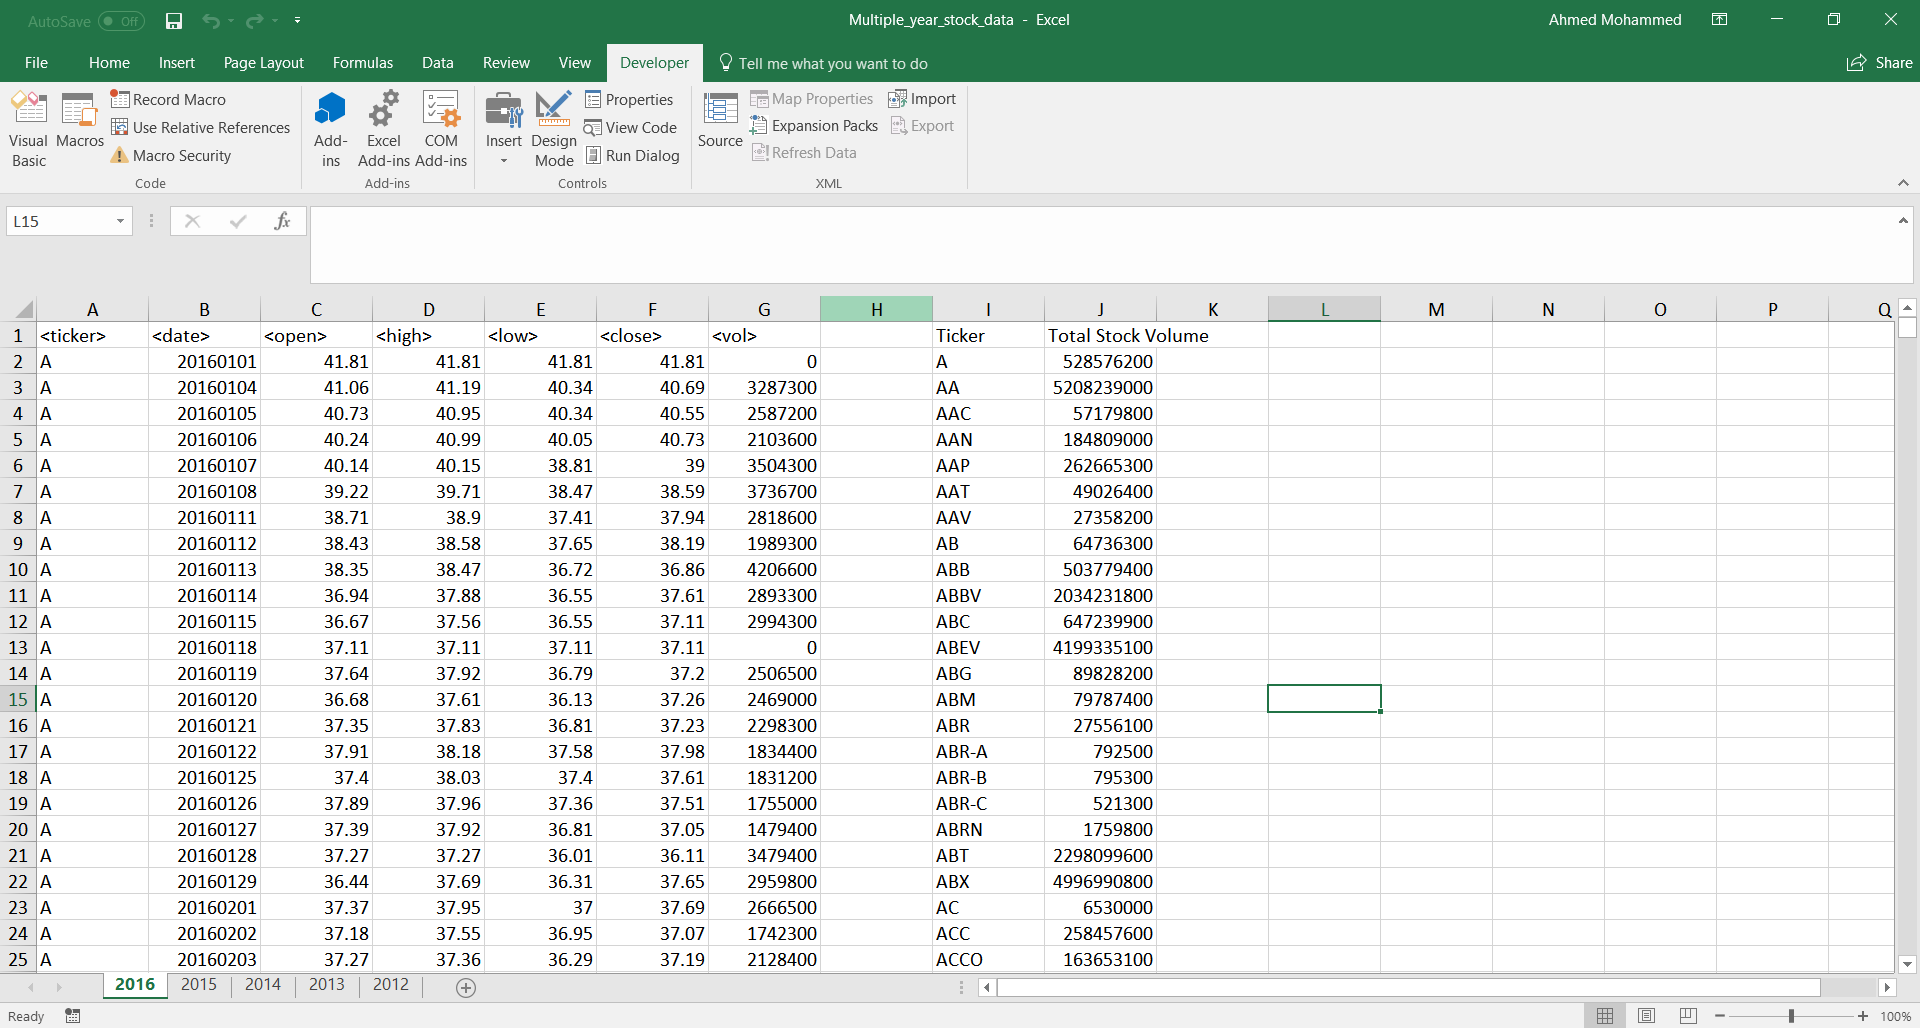 AutoSave Off
Multiple_year_stock_data - Excel
Ahmed Mohammed
File Home Insert Page Layout Formulas Data Review View Developer Tell me what you want to do Share
Visual Basic
Macros
Record Macro
Use Relative References
Macro Security
Code
Add-ins
Excel Add-ins
COM Add-ins
Add-ins
Insert
Design Mode
Properties
View Code
Run Dialog
Controls
Source
Map Properties
Expansion Packs
Refresh Data
Import
Export
XML
L15
fx
A B C D E F G H I J K L M N O P Q
1 <ticker> <date> <open> <high> <low> <close> <vol> Ticker Total Stock Volume
2 A 20160101 41.81 41.81 41.81 41.81 0 A 528576200
3 A 20160104 41.06 41.19 40.34 40.69 3287300 AA 5208239000
4 A 20160105 40.73 40.95 40.34 40.55 2587200 AAC 57179800
5 A 20160106 40.24 40.99 40.05 40.73 2103600 AAN 184809000
6 A 20160107 40.14 40.15 38.81 39 3504300 AAP 262665300
7 A 20160108 39.22 39.71 38.47 38.59 3736700 AAT 49026400
8 A 20160111 38.71 38.9 37.41 37.94 2818600 AAV 27358200
9 A 20160112 38.43 38.58 37.65 38.19 1989300 AB 64736300
10 A 20160113 38.35 38.47 36.72 36.86 4206600 ABB 503779400
11 A 20160114 36.94 37.88 36.55 37.61 2893300 ABBV 2034231800
12 A 20160115 36.67 37.56 36.55 37.11 2994300 ABC 647239900
13 A 20160118 37.11 37.11 37.11 37.11 0 ABEV 4199335100
14 A 20160119 37.64 37.92 36.79 37.2 2506500 ABG 89828200
15 A 20160120 36.68 37.61 36.13 37.26 2469000 ABM 79787400
16 A 20160121 37.35 37.83 36.81 37.23 2298300 ABR 27556100
17 A 20160122 37.91 38.18 37.58 37.98 1834400 ABR-A 792500
18 A 20160125 37.4 38.03 37.4 37.61 1831200 ABR-B 795300
19 A 20160126 37.89 37.96 37.36 37.51 1755000 ABR-C 521300
20 A 20160127 37.39 37.92 36.81 37.05 1479400 ABRN 1759800
21 A 20160128 37.27 37.27 36.01 36.11 3479400 ABT 2298099600
22 A 20160129 36.44 37.69 36.31 37.65 2959800 ABX 4996990800
23 A 20160201 37.37 37.95 37 37.69 2666500 AC 6530000
24 A 20160202 37.18 37.55 36.95 37.07 1742300 ACC 258457600
25 A 20160203 37.27 37.36 36.29 37.19 2128400 ACCO 163653100
2016 2015 2014 2013 2012
Ready
100%